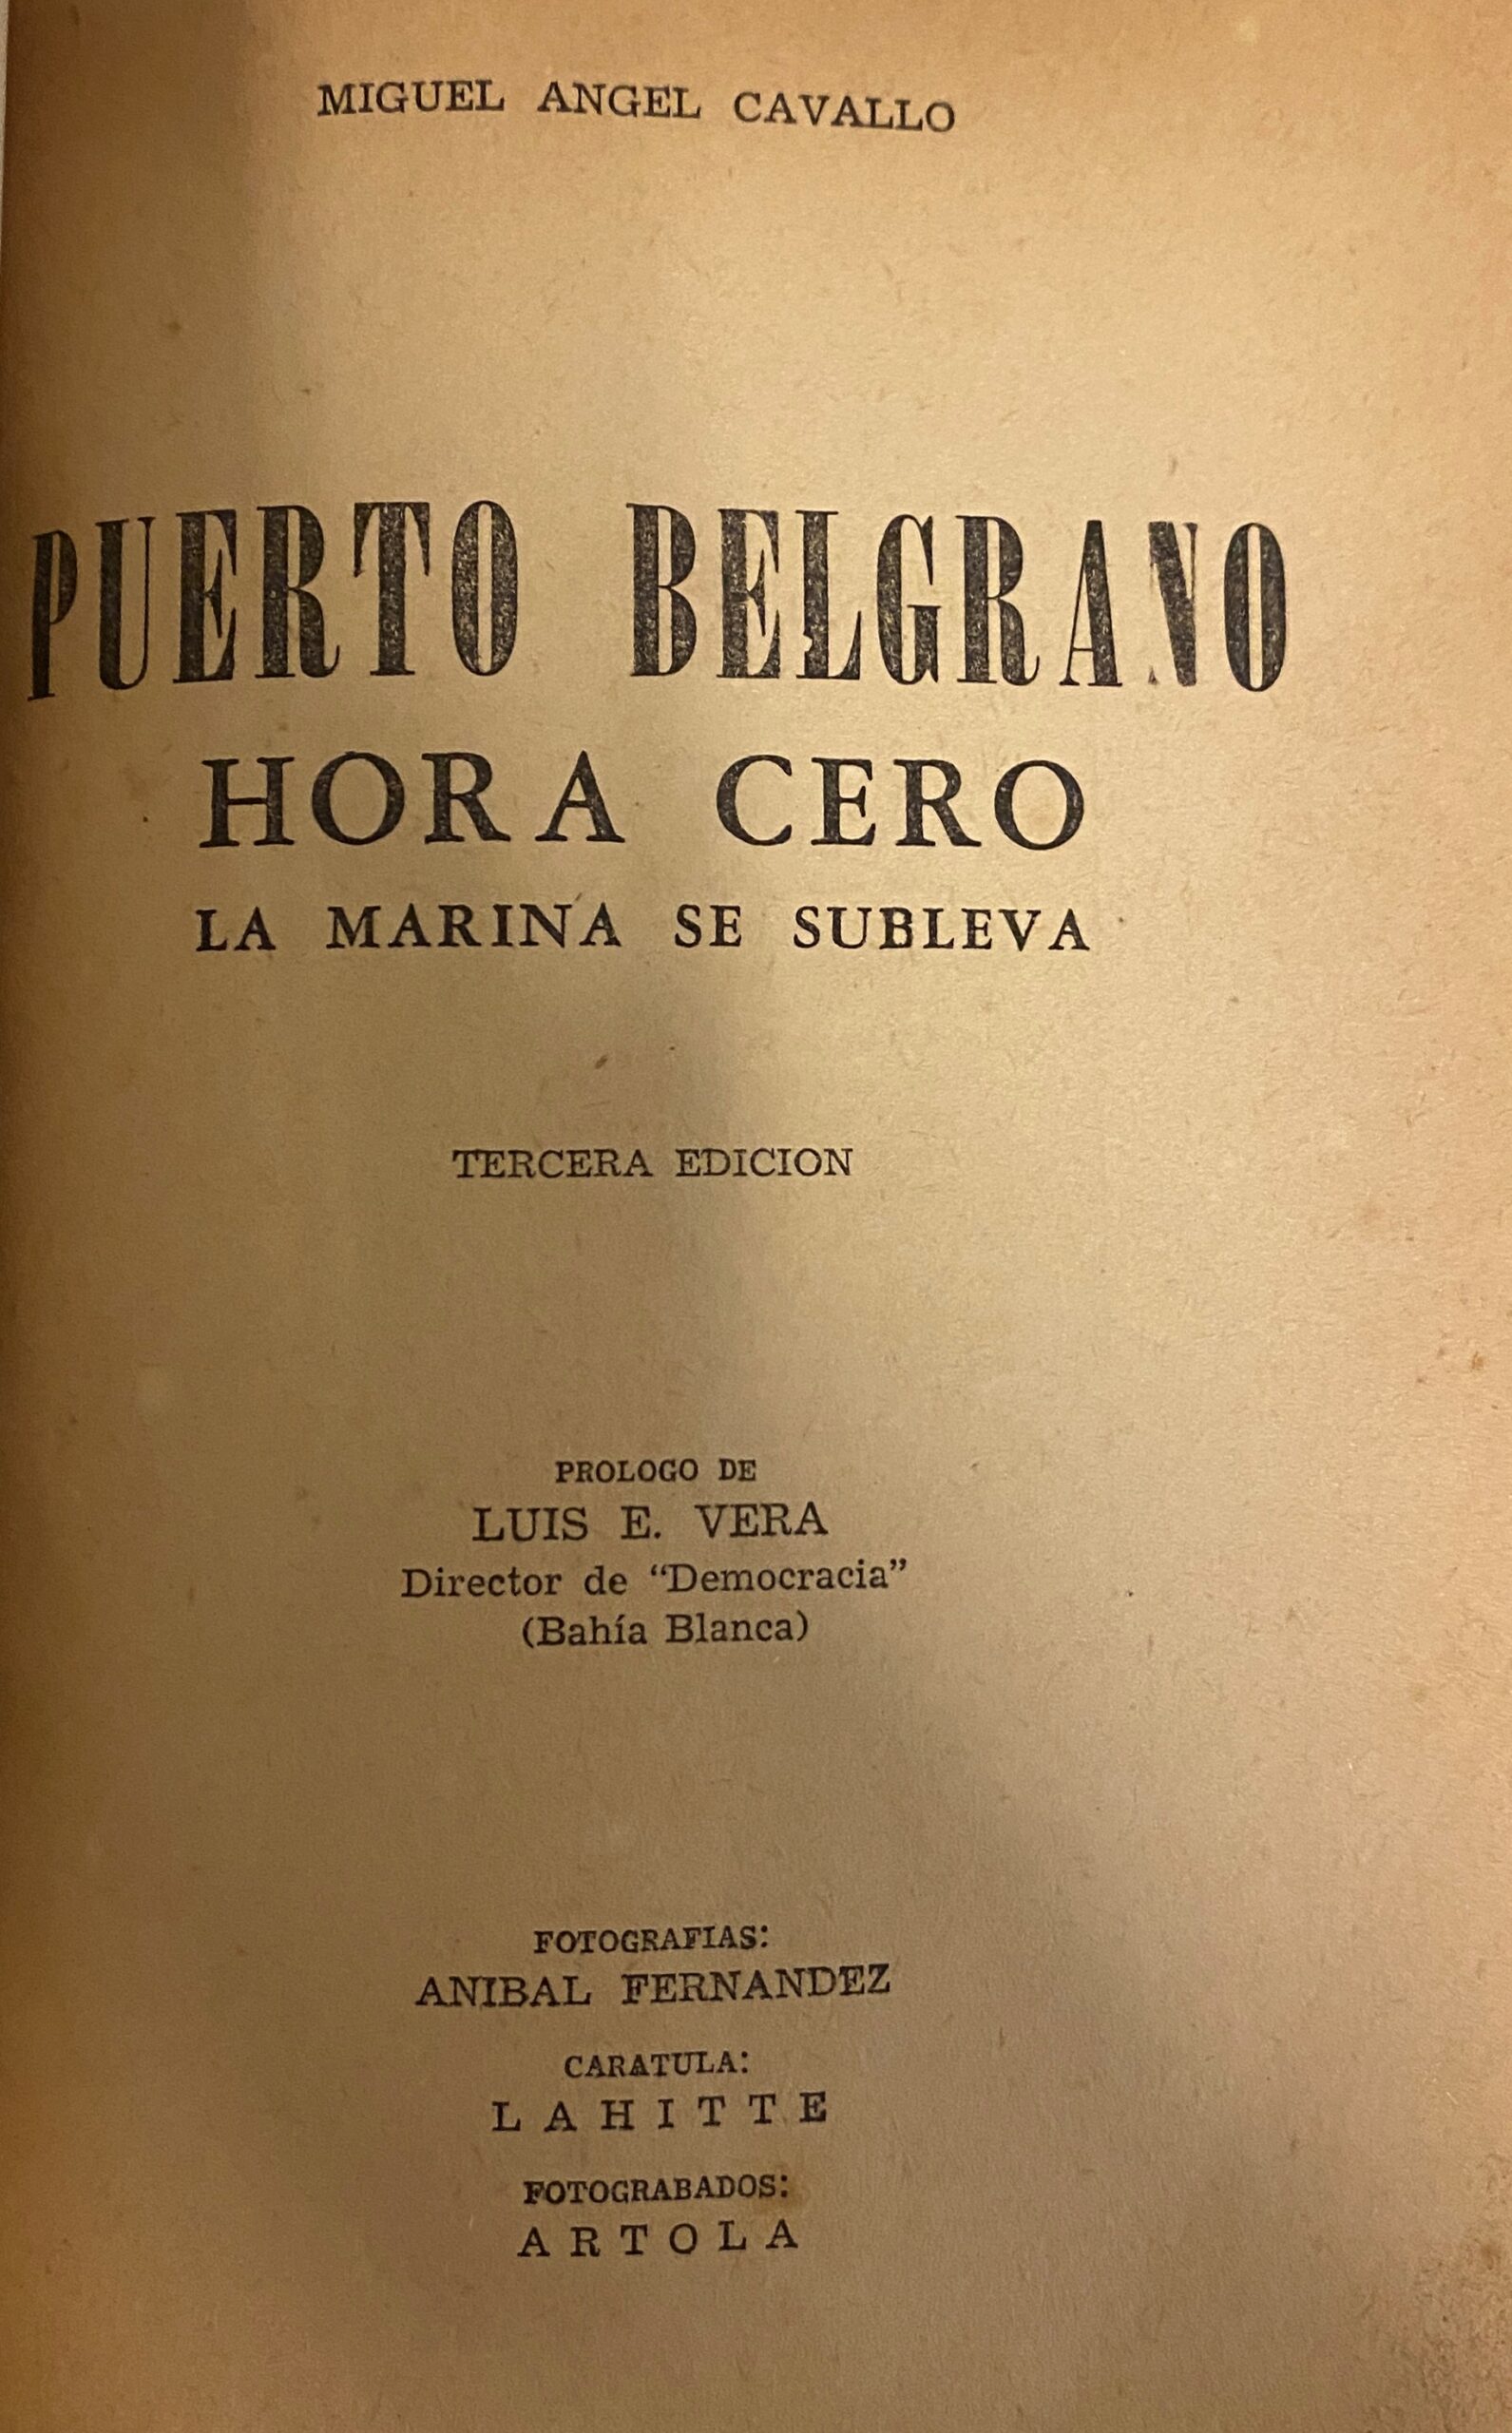 MIGUEL ANGEL CAVALLO
PUERTO BELGRANO
HORA CERO
LA MARINA SE SUBLEVA
TERCERA EDICION
PROLOGO DE
LUIS E. VERA
Director de “Democracia”
(Bahía Blanca)
FOTOGRAFIAS:
ANIBAL FERNANDEZ
CARATULA:
LAHITTE
FOTOGRABADOS:
ARTOLA